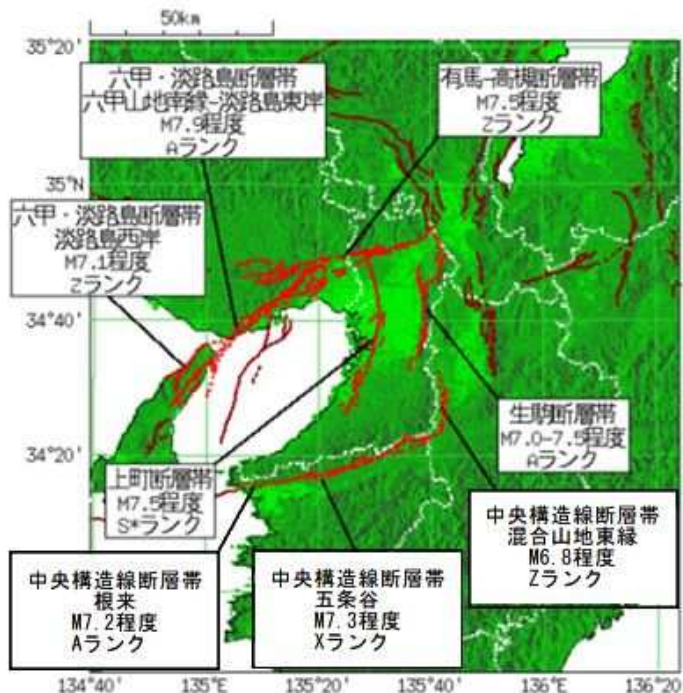 50km
35°20'
六甲・淡路島断層帯
六甲山地南縁-淡路島東岸
M7.9程度
Aランク
有馬-高槻断層帯
M7.5程度
Zランク
35°N
六甲・淡路島断層帯
淡路島西岸
M7.1程度
Zランク
34°40'
生駒断層帯
M7.0-7.5程度
Aランク
34°20'
上町断層帯
M7.5程度
S*ランク
中央構造線断層帯
混合山地東縁
M6.8程度
Zランク
中央構造線断層帯
根来
M7.2程度
Aランク
中央構造線断層帯
五条谷
M7.3程度
Xランク
134°40'
135°E
135°20'
135°40'
136°E
136°20'